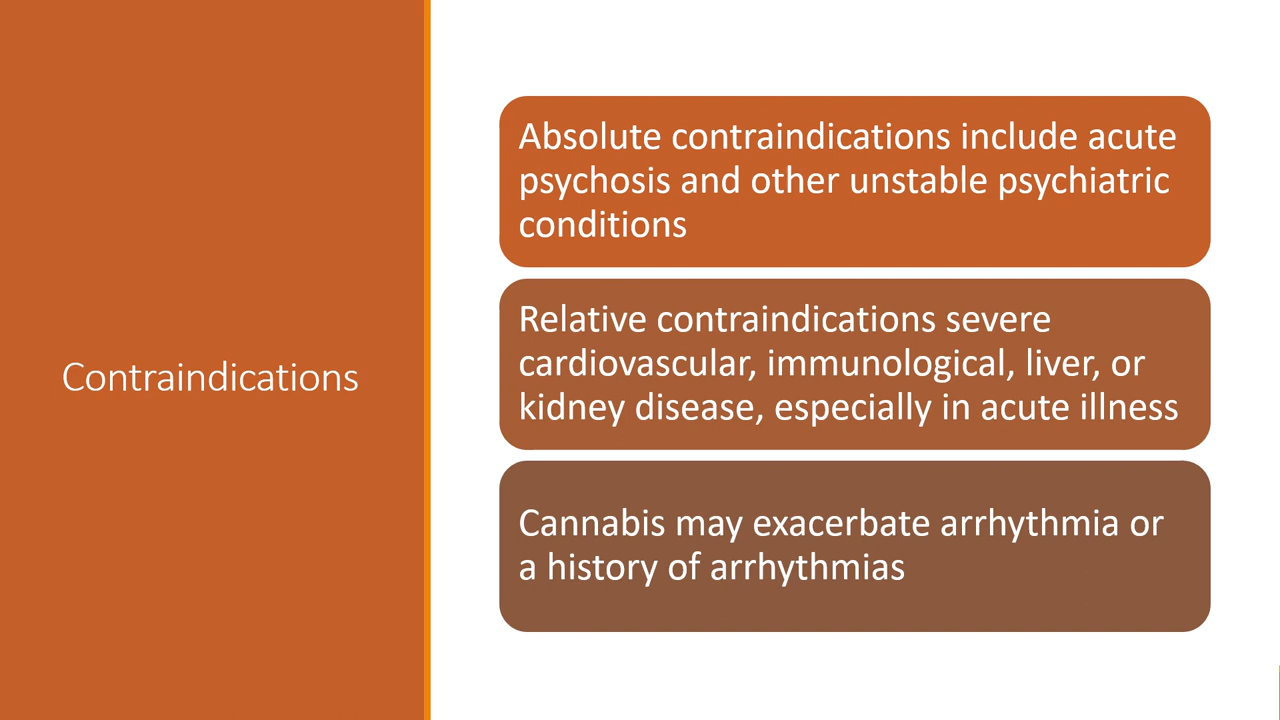 Contraindications
Absolute contraindications include acute
psychosis and other unstable psychiatric
conditions
Relative contraindications severe
cardiovascular, immunological, liver, or
kidney disease, especially in acute illness
Cannabis may exacerbate arrhythmia or
a history of arrhythmias